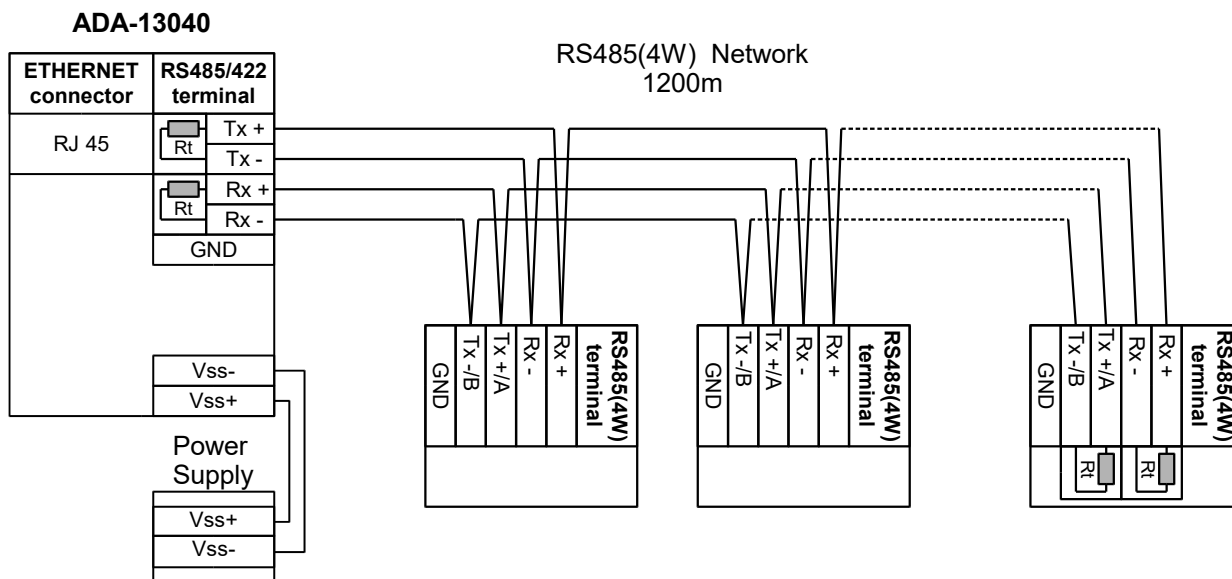 ADA-13040
ETHERNET
connector
RS485/422
terminal
RJ 45
Rt
Tx +
Tx -
Rt
Rx +
Rx -
GND
Vss-
Vss+
Power
Supply
Vss+
Vss-
RS485(4W) Network
1200m
GND
Tx -/B
Tx +/A
Rx -
Rx +
RS485(4W)
terminal
GND
Tx -/B
Tx +/A
Rx -
Rx +
RS485(4W)
terminal
GND
Tx -/B
Tx +/A
Rx -
Rx +
RS485(4W)
terminal
Rt
Rt